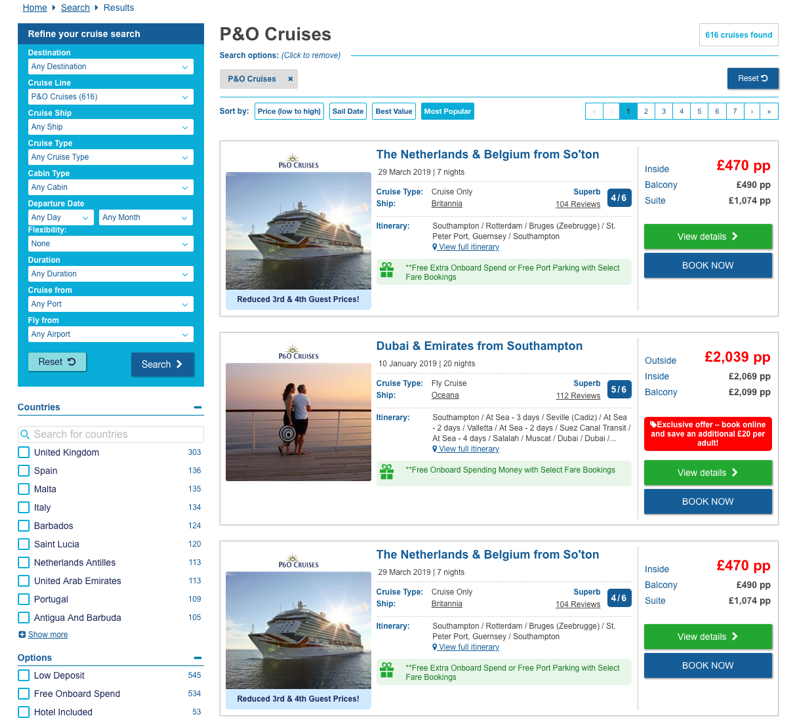 Home Search Results
Refine your cruise search
Destination
Any Destination
Cruise Line
P&O Cruises (616)
Cruise Ship
Any Ship
Cruise Type
Any Cruise Type
Cabin Type
Any Cabin
Departure Date
Any Day Any Month
Flexibility:
None
Duration
Any Duration
Cruise from
Any Port
Fly from
Any Airport
Reset Search
Countries
Search for countries
United Kingdom 303
Spain 136
Malta 135
Italy 134
Barbados 124
Saint Lucia 120
Netherlands Antilles 113
United Arab Emirates 113
Portugal 109
Antigua And Barbuda 105
Show more
Options
Low Deposit 545
Free Onboard Spend 534
Hotel Included 53
P&O Cruises
616 cruises found
Search options: (Click to remove)
P&O Cruises ×
Reset
Sort by: Price (low to high) Sail Date Best Value Most Popular
« ‹ 1 2 3 4 5 6 7 › »
P&O CRUISES
Reduced 3rd & 4th Guest Prices!
The Netherlands & Belgium from So'ton
29 March 2019 | 7 nights
Cruise Type: Cruise Only
Ship: Britannia
Superb
104 Reviews
4/6
Itinerary: Southampton / Rotterdam / Bruges (Zeebrugge) / St.
Peter Port, Guernsey / Southampton
View full itinerary
**Free Extra Onboard Spend or Free Port Parking with Select
Fare Bookings
Inside £470 pp
Balcony £490 pp
Suite £1,074 pp
View details
BOOK NOW
P&O CRUISES
Dubai & Emirates from Southampton
10 January 2019 | 20 nights
Cruise Type: Fly Cruise
Ship: Oceana
Superb
112 Reviews
5/6
Itinerary: Southampton / At Sea - 3 days / Seville (Cadiz) / At Sea
- 2 days / Valletta / At Sea - 2 days / Suez Canal Transit /
At Sea - 4 days / Salalah / Muscat / Dubai / Dubai /...
View full itinerary
**Free Onboard Spending Money with Select Fare Bookings
Outside £2,039 pp
Inside £2,069 pp
Balcony £2,099 pp
Exclusive offer – book online
and save an additional £20 per
adult!
View details
BOOK NOW
P&O CRUISES
Reduced 3rd & 4th Guest Prices!
The Netherlands & Belgium from So'ton
29 March 2019 | 7 nights
Cruise Type: Cruise Only
Ship: Britannia
Superb
104 Reviews
4/6
Itinerary: Southampton / Rotterdam / Bruges (Zeebrugge) / St.
Peter Port, Guernsey / Southampton
View full itinerary
**Free Extra Onboard Spend or Free Port Parking with Select
Fare Bookings
Inside £470 pp
Balcony £490 pp
Suite £1,074 pp
View details
BOOK NOW